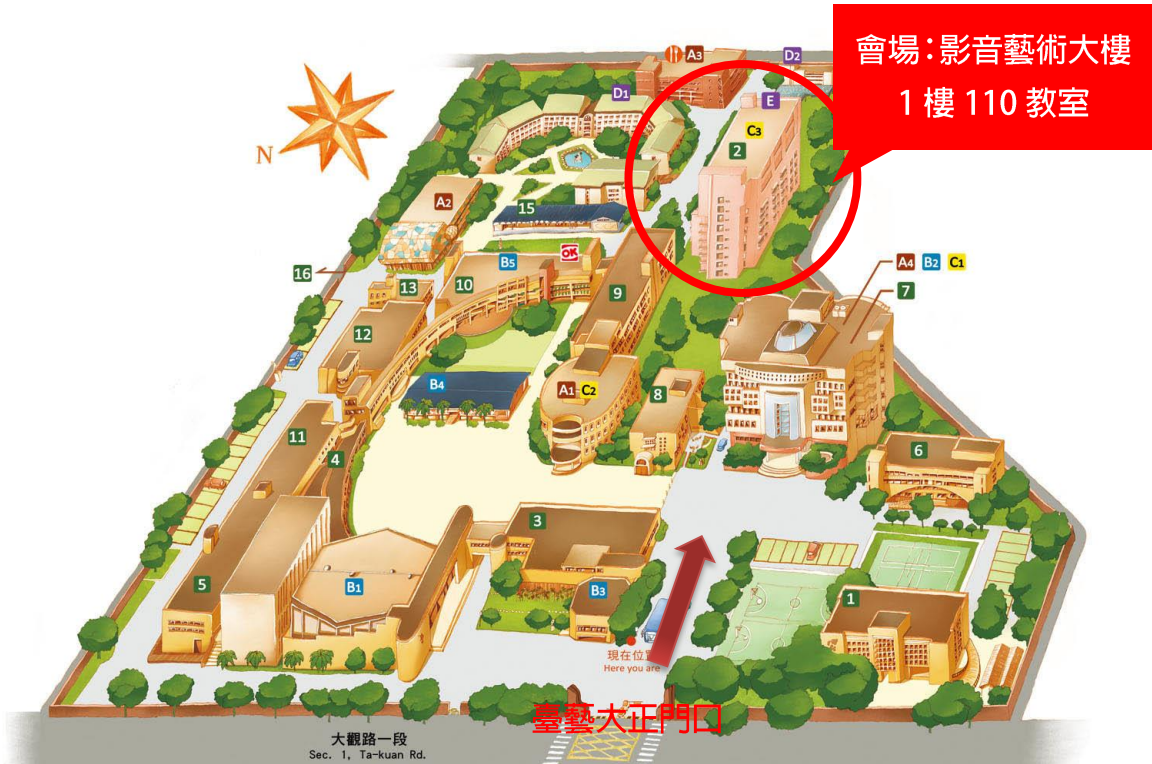 會場：影音藝術大樓
1 樓 110 教室
A3
D2
D1
E
C3
2
N
A2
15
OK
B5
16
13
10
9
A4 B2 C1
7
12
B4
A1 C2
8
11
4
6
3
5
B1
B3
1
現在位置
Here you are
臺藝大正門口
大觀路一段
Sec. 1, Ta-kuan Rd.